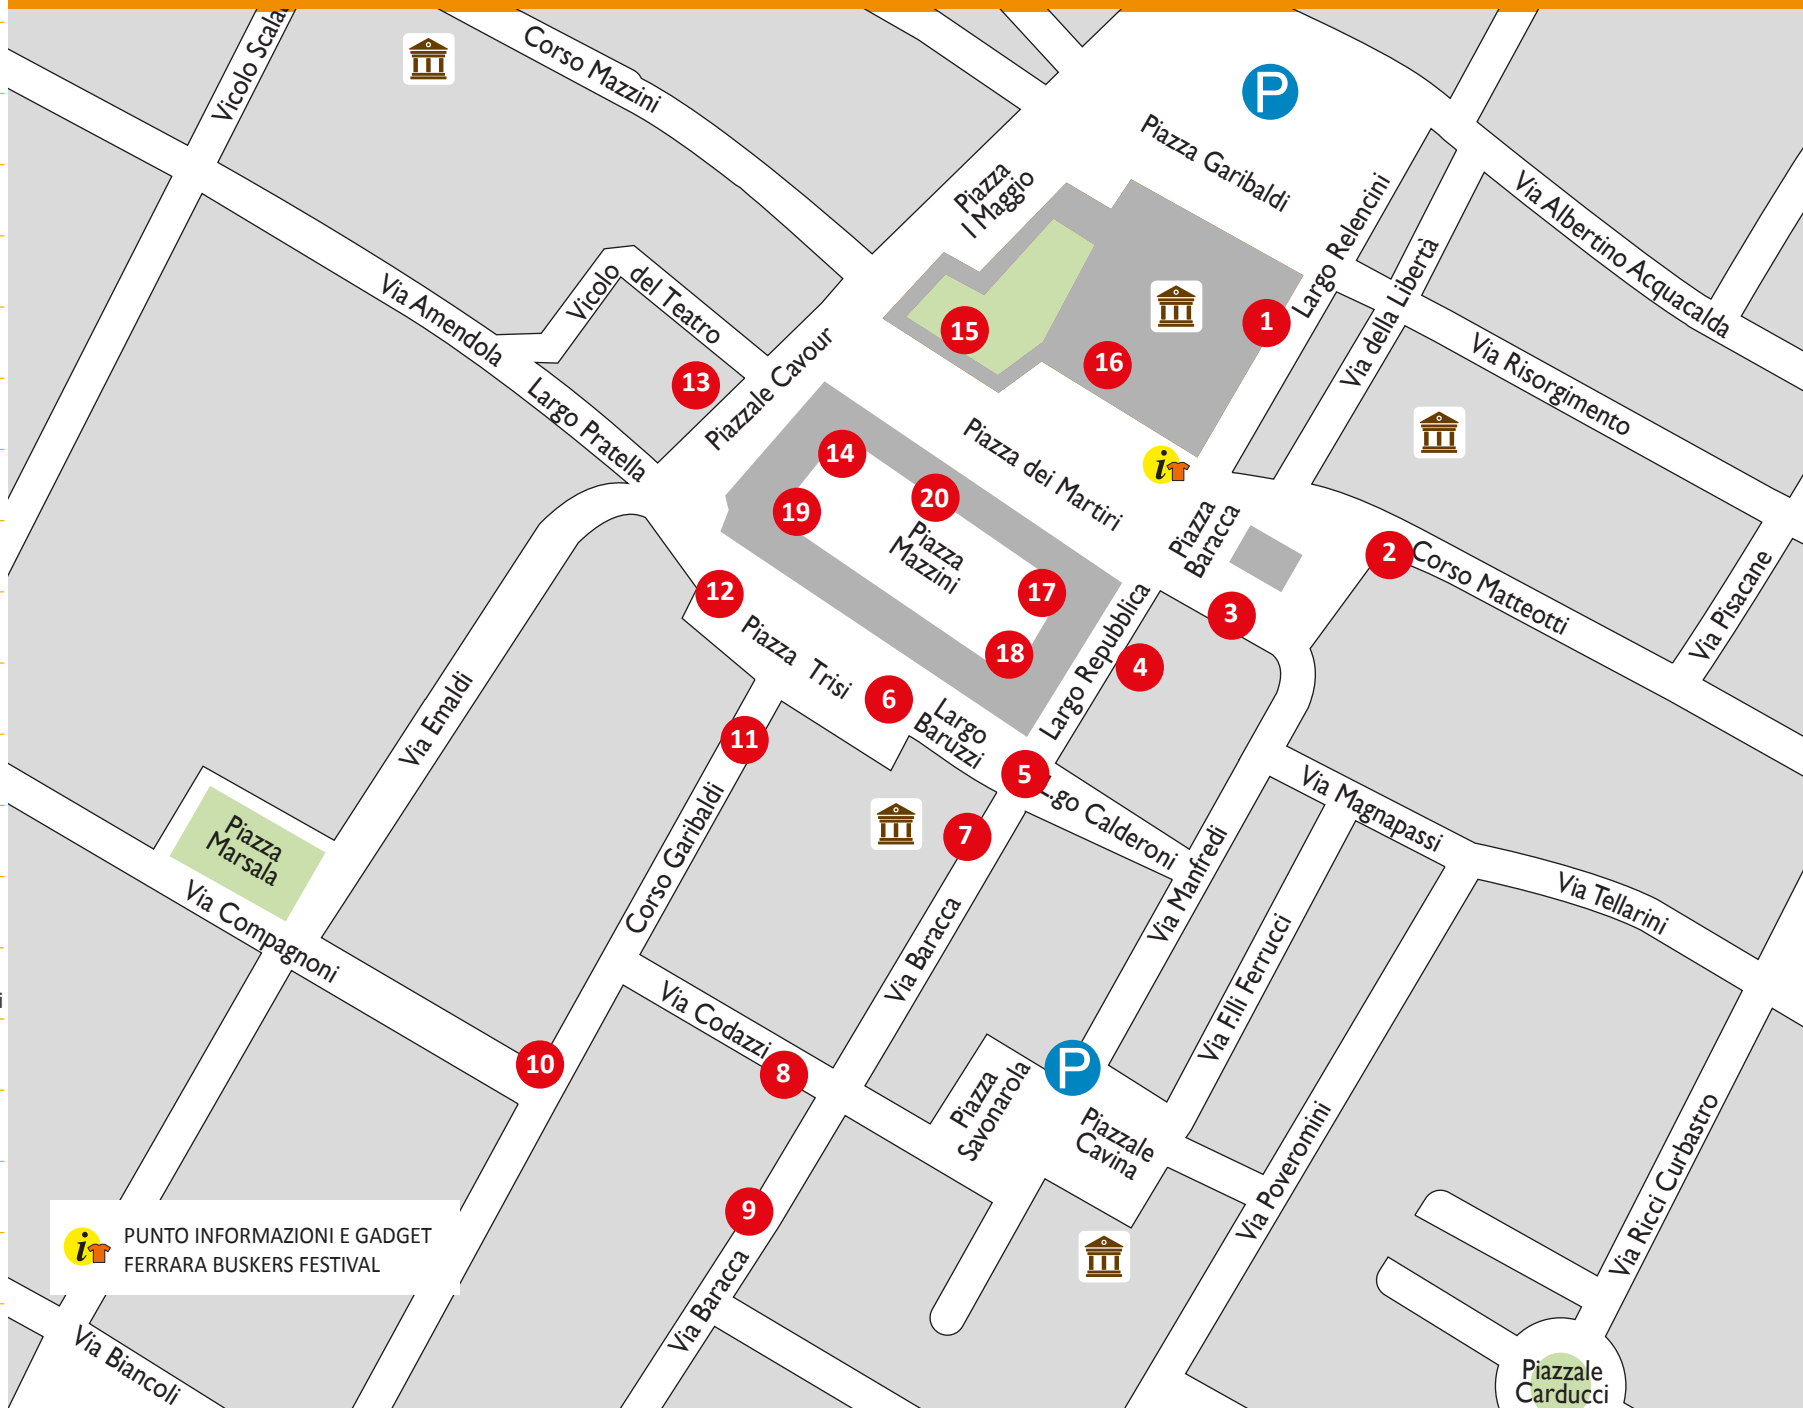 Vicolo Scala
Corso Mazzini
P
Piazza Garibaldi
Piazza
I Maggio
Largo Relencini
Via Albertino Acquacalda
Via della Libertà
Via Risorgimento
Via Amendola
Vicolo
del Teatro
Largo Pratella
Piazzale Cavour
15
16
1
13
Piazza dei Martiri
i
14
20
19
Piazza
Mazzini
17
18
Piazza
Baracca
2
Corso Matteotti
Via Pisacane
3
4
Largo Repubblica
12
Piazza Trisi
6
Largo
Baruzzi
5
L.go Calderoni
11
7
Via Emaldi
Corso Garibaldi
Piazza
Marsala
Via Compagnoni
Via Baracca
Via Manfredi
Via Magnapassi
Via Tellarini
Via F.lli Ferrucci
i
Via Codazzi
8
10
P
Piazza
Savonarola
Piazzale
Cavina
Via Poveromini
Via Ricci Curbastro
9
Via Baracca
i
PUNTO INFORMAZIONI E GADGET
FERRARA BUSKERS FESTIVAL
Via Biancoli
Piazzale
Carducci